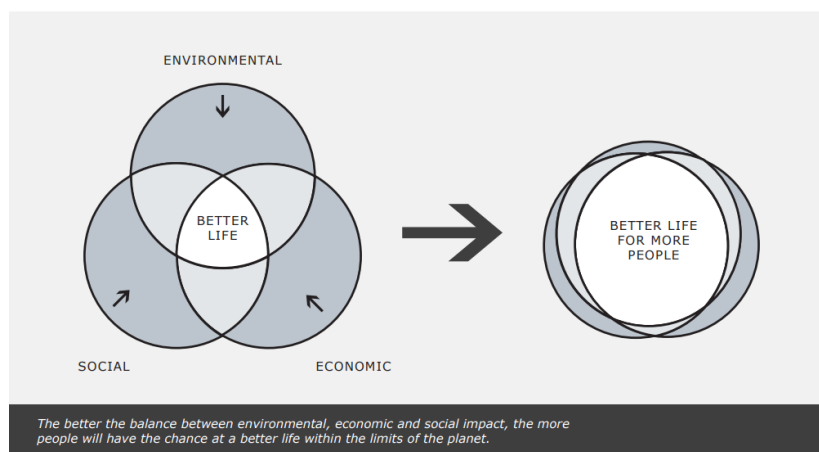 ENVIRONMENTAL
BETTER
LIFE
SOCIAL
ECONOMIC
BETTER LIFE
FOR MORE
PEOPLE
The better the balance between environmental, economic and social impact, the more
people will have the chance at a better life within the limits of the planet.